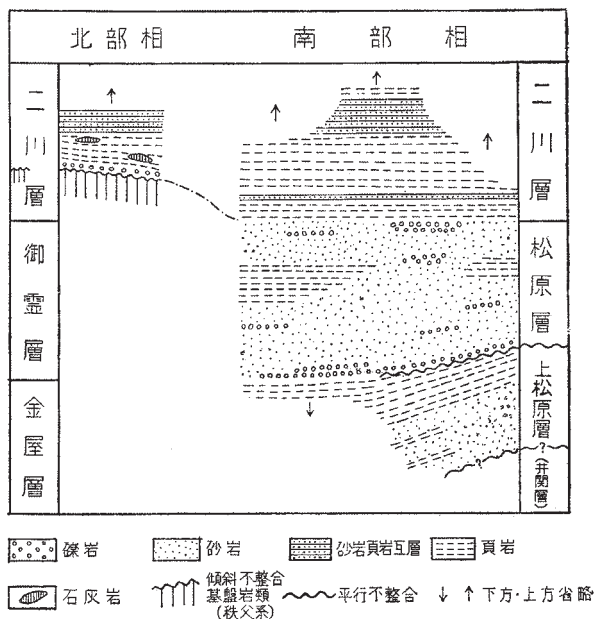 北部相
南部相
二川層
御霊層
金屋層
二川層
松原層
上松原層
?
(井関層)
?
礫岩
砂岩
砂岩頁岩互層
頁岩
石灰岩
傾斜不整合
基盤岩類
(秩父系)
平行不整合
↓ ↑ 下方・上方省略